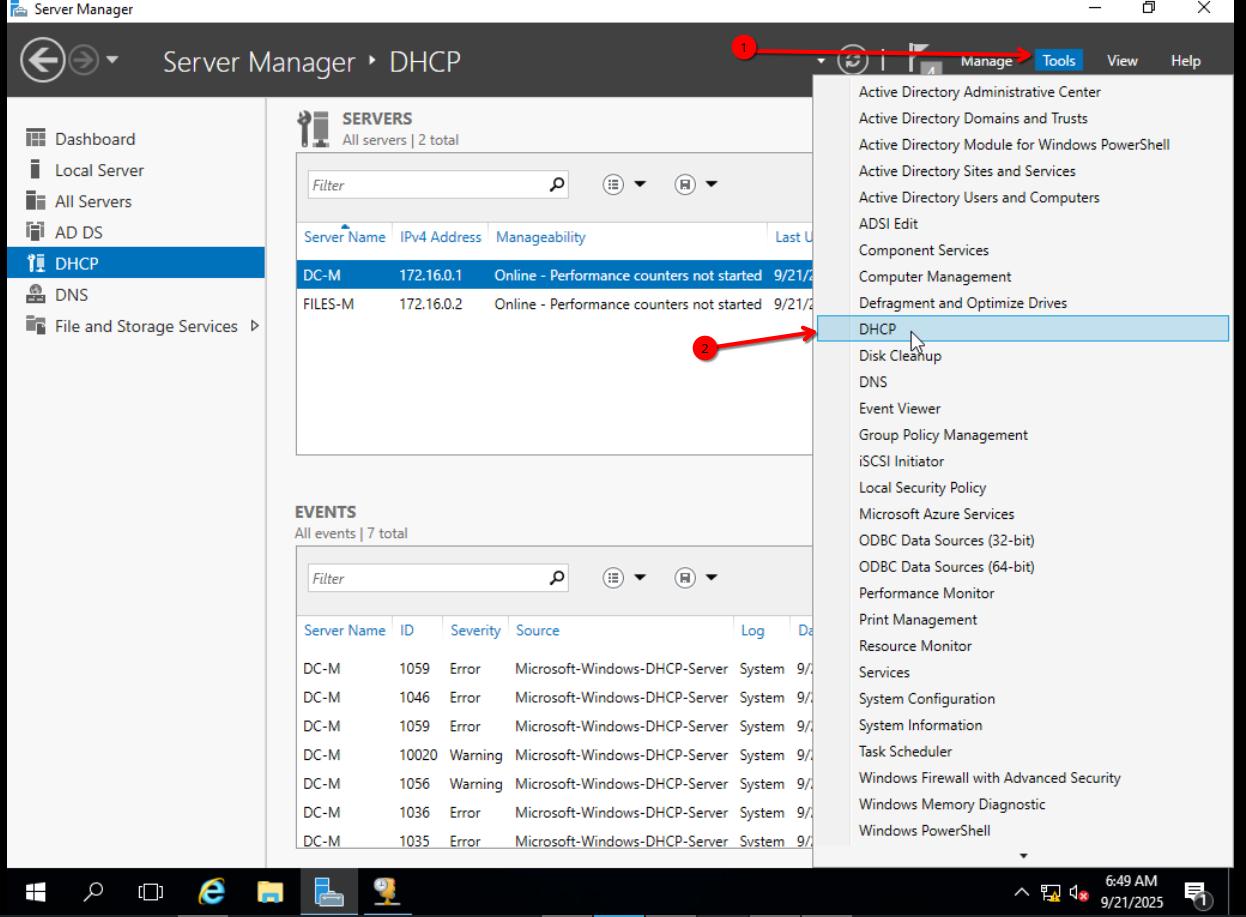 Server Manager
Server Manager • DHCP
1
4
Manage Tools View Help
Dashboard
Local Server
All Servers
AD DS
DHCP
DNS
File and Storage Services
SERVERS
All servers | 2 total
Filter
Server Name IPv4 Address Manageability Last U
DC-M 172.16.0.1 Online - Performance counters not started 9/21/2
FILES-M 172.16.0.2 Online - Performance counters not started 9/21/2
2
EVENTS
All events | 7 total
Filter
Server Name ID Severity Source Log Da
DC-M 1059 Error Microsoft-Windows-DHCP-Server System 9/2
DC-M 1046 Error Microsoft-Windows-DHCP-Server System 9/2
DC-M 1059 Error Microsoft-Windows-DHCP-Server System 9/2
DC-M 10020 Warning Microsoft-Windows-DHCP-Server System 9/2
DC-M 1056 Warning Microsoft-Windows-DHCP-Server System 9/2
DC-M 1036 Error Microsoft-Windows-DHCP-Server System 9/2
DC-M 1035 Error Microsoft-Windows-DHCP-Server System 9/2
Active Directory Administrative Center
Active Directory Domains and Trusts
Active Directory Module for Windows PowerShell
Active Directory Sites and Services
Active Directory Users and Computers
ADSI Edit
Component Services
Computer Management
Defragment and Optimize Drives
DHCP
Disk Cleanup
DNS
Event Viewer
Group Policy Management
iSCSI Initiator
Local Security Policy
Microsoft Azure Services
ODBC Data Sources (32-bit)
ODBC Data Sources (64-bit)
Performance Monitor
Print Management
Resource Monitor
Services
System Configuration
System Information
Task Scheduler
Windows Firewall with Advanced Security
Windows Memory Diagnostic
Windows PowerShell
6:49 AM
9/21/2025
1